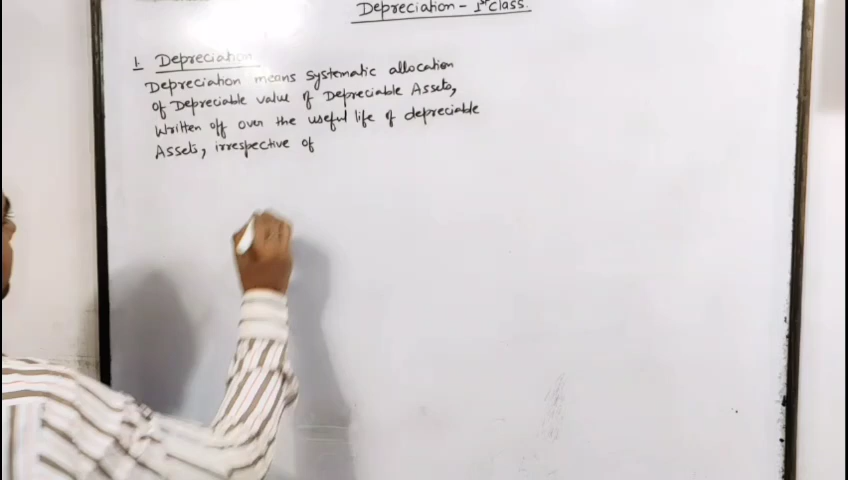 Depreciation - 1st class.
1. Depreciation
Depreciation means systematic allocation
of Depreciable value of Depreciable Assets,
Written off over the useful life of depreciable
Assets, irrespective of